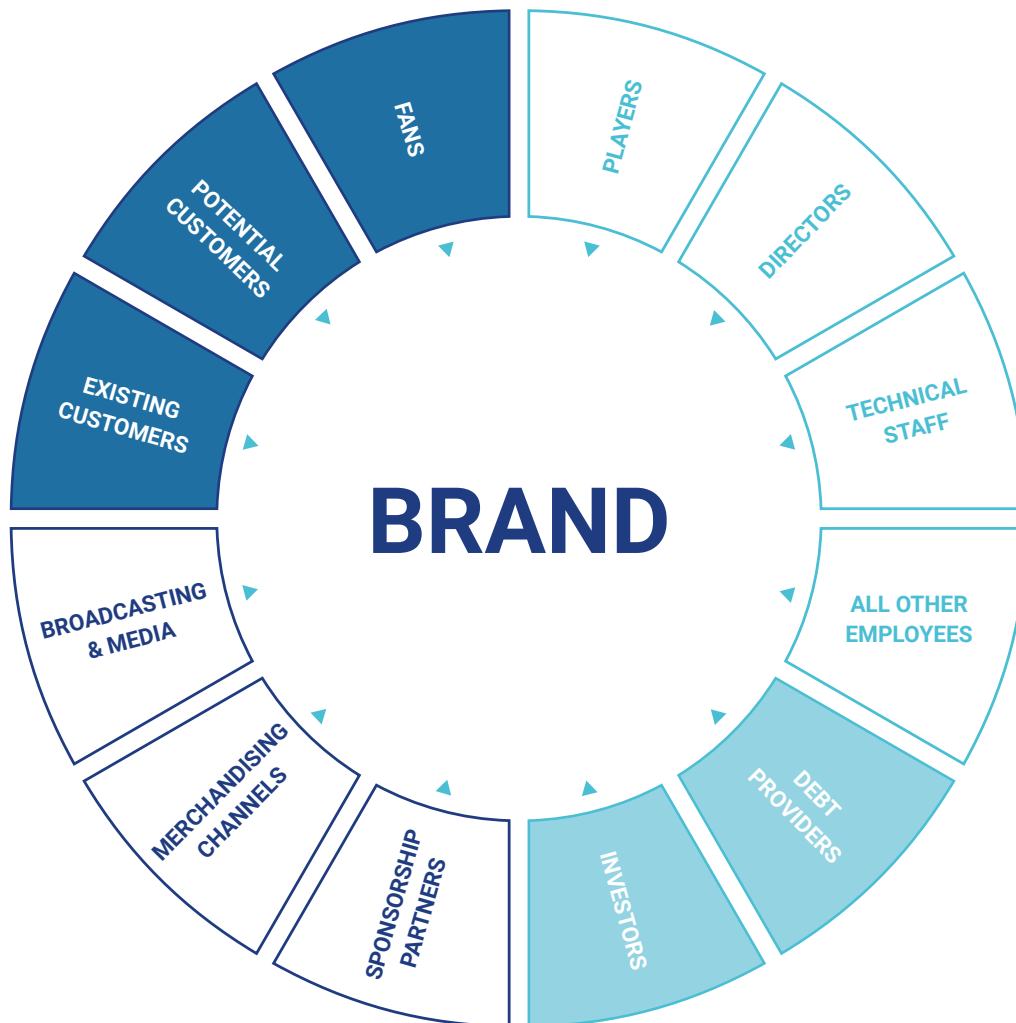 FANS
PLAYERS
DIRECTORS
TECHNICAL
STAFF
ALL OTHER
EMPLOYEES
DEBT
PROVIDERS
INVESTORS
SPONSORSHIP
PARTNERS
MERCHANDISING
CHANNELS
BROADCASTING
& MEDIA
EXISTING
CUSTOMERS
POTENTIAL
CUSTOMERS
BRAND